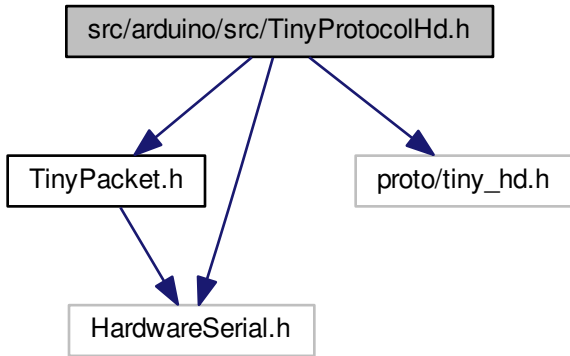 src/arduino/src/TinyProtocolHd.h
TinyPacket.h
proto/tiny_hd.h
HardwareSerial.h